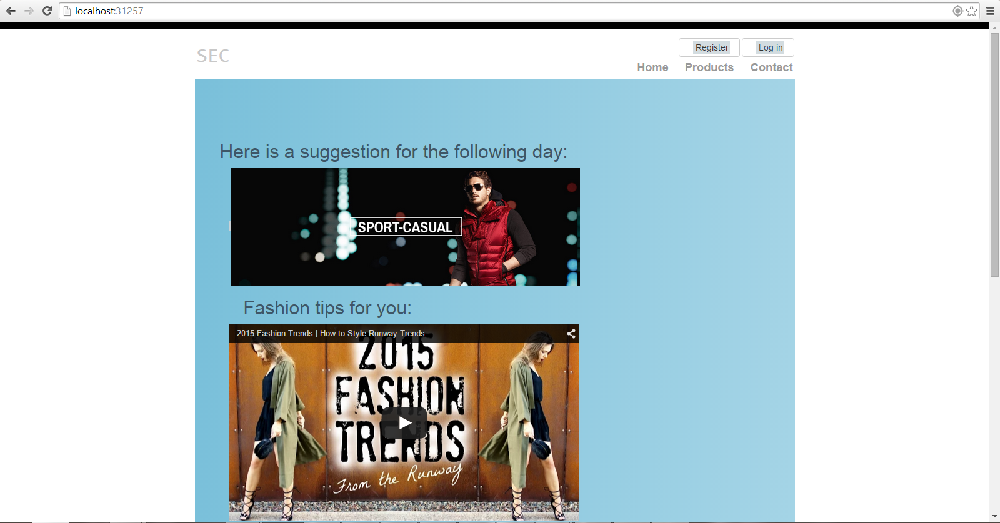 localhost:31257
SEC
Register
Log in
Home
Products
Contact
Here is a suggestion for the following day:
SPORT-CASUAL
Fashion tips for you:
2015 Fashion Trends | How to Style Runway Trends
2015
FASHION
TRENDS
From the Runway